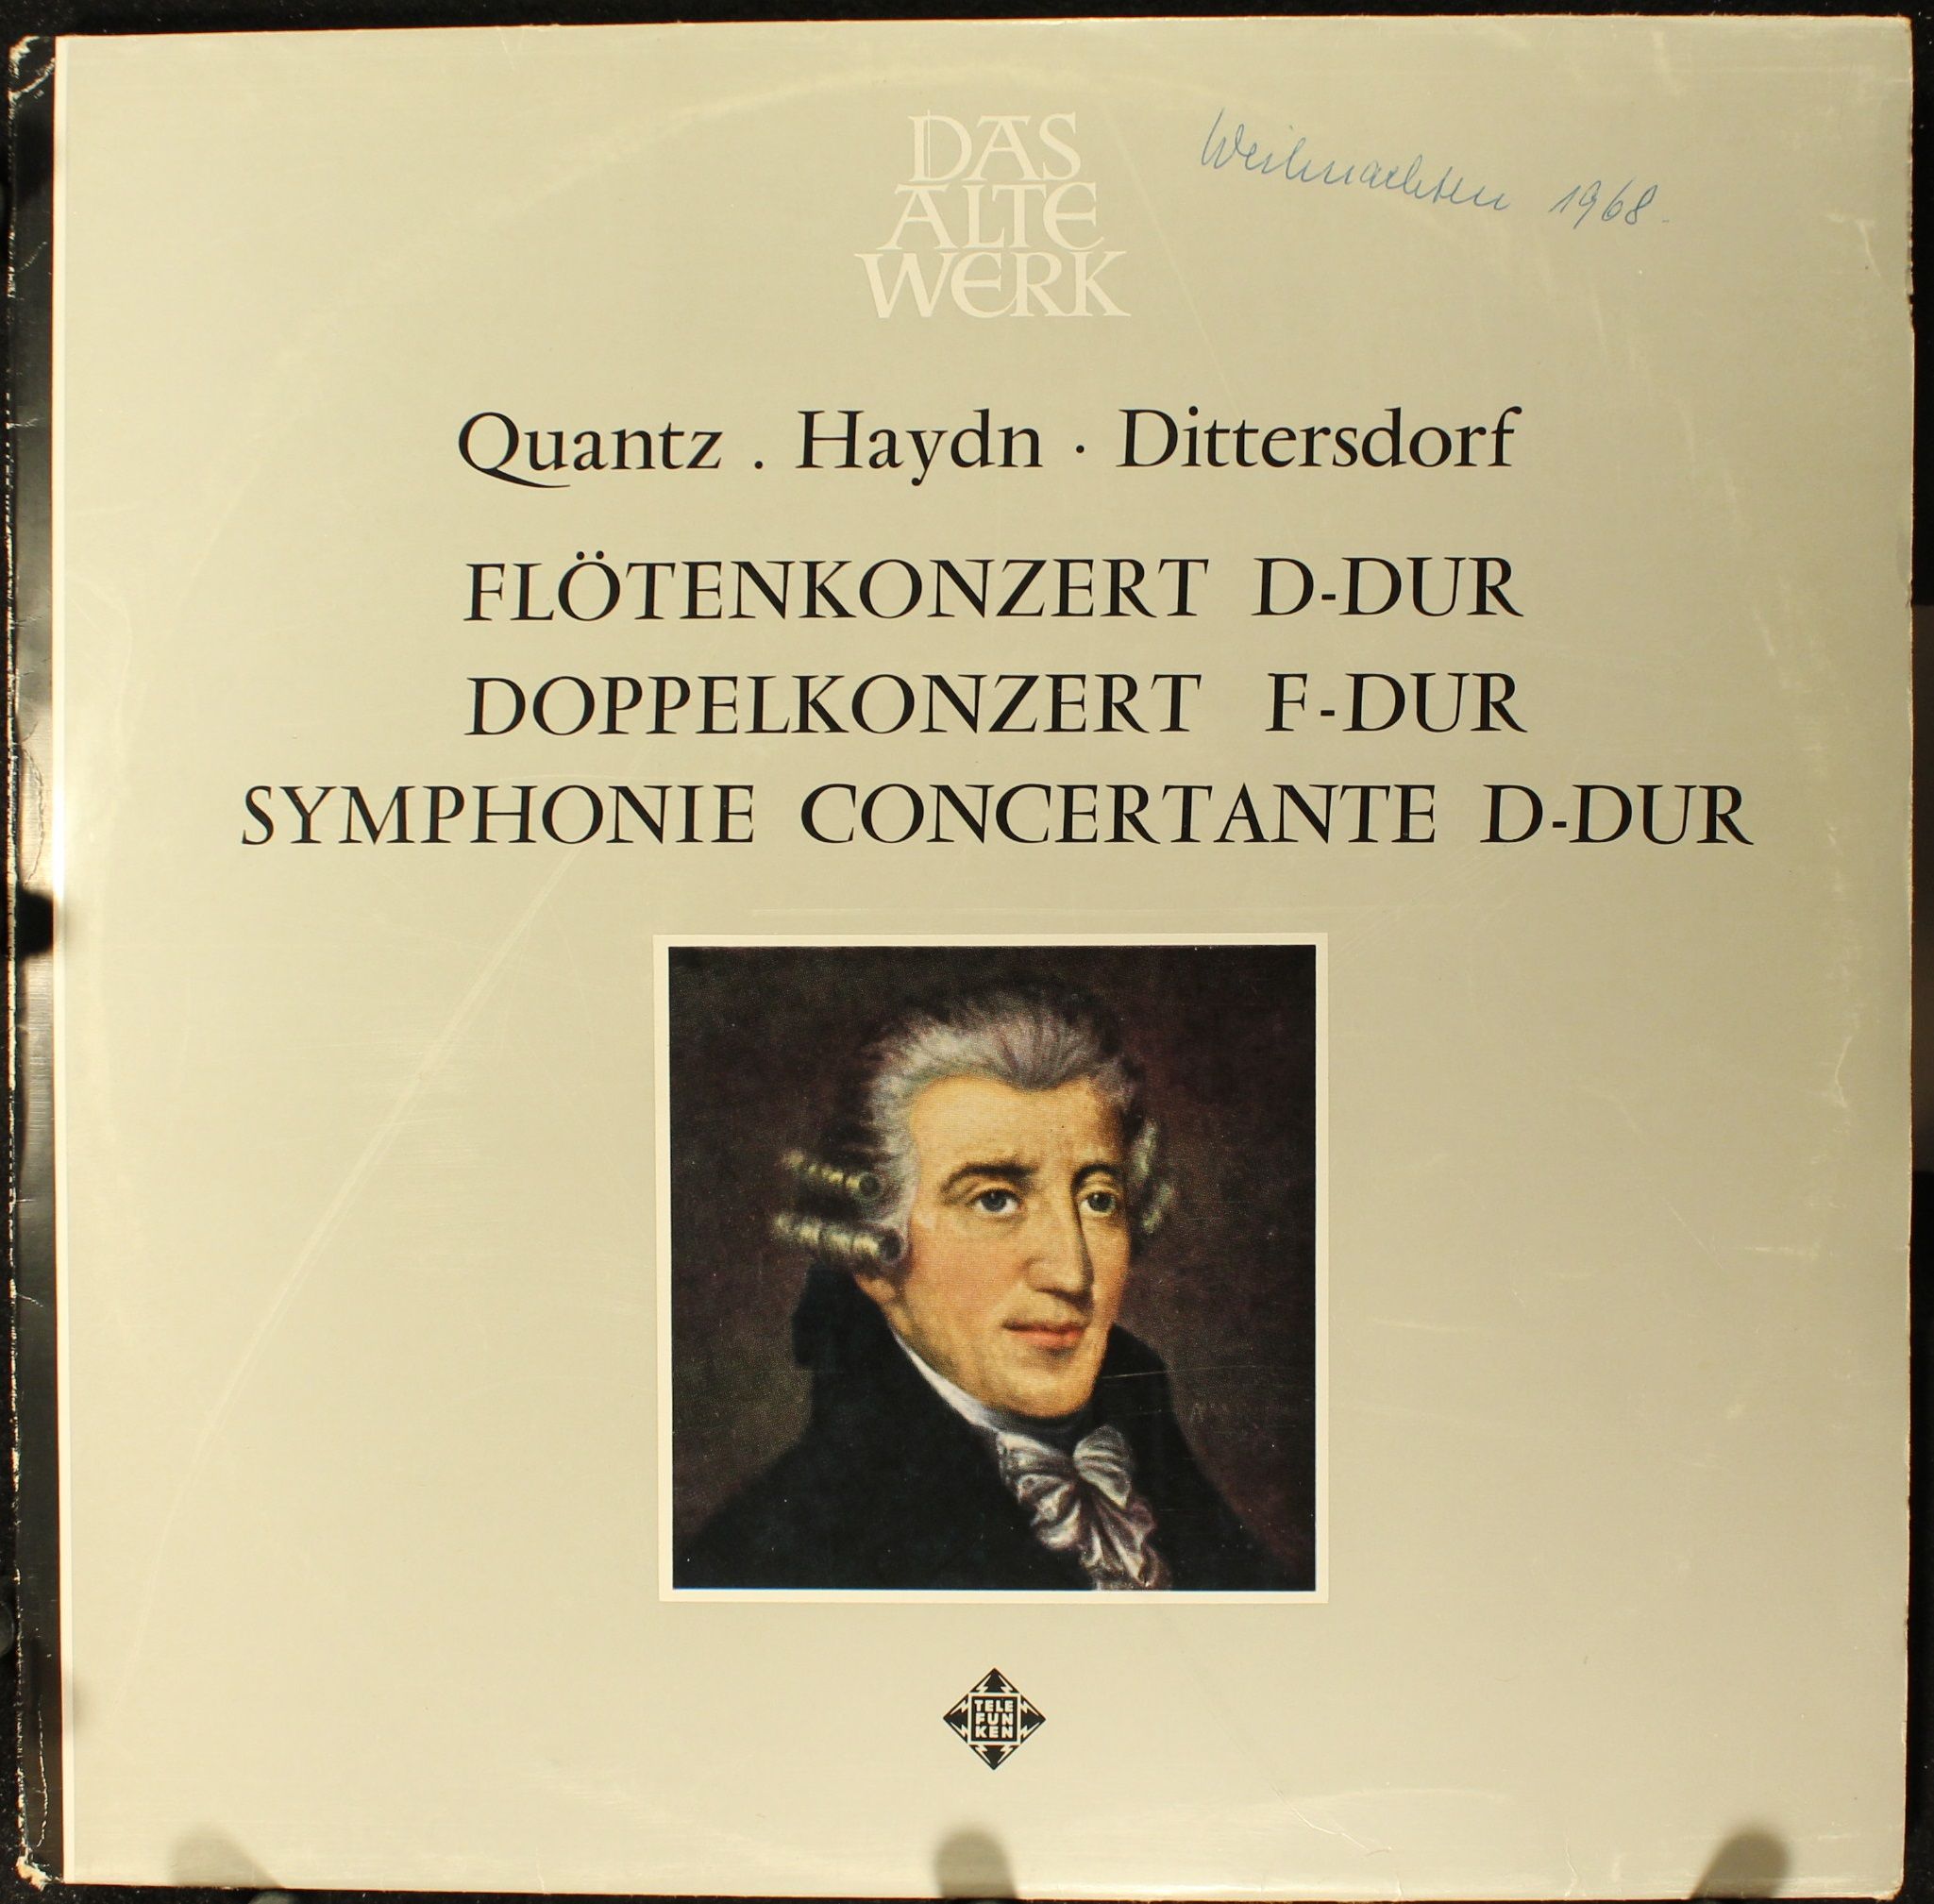 DAS
ALTE
WERK
Weihnachten 1968.
Quantz . Haydn · Dittersdorf
FLÖTENKONZERT D-DUR
DOPPELKONZERT F-DUR
SYMPHONIE CONCERTANTE D-DUR
TELE
FUN
KEN